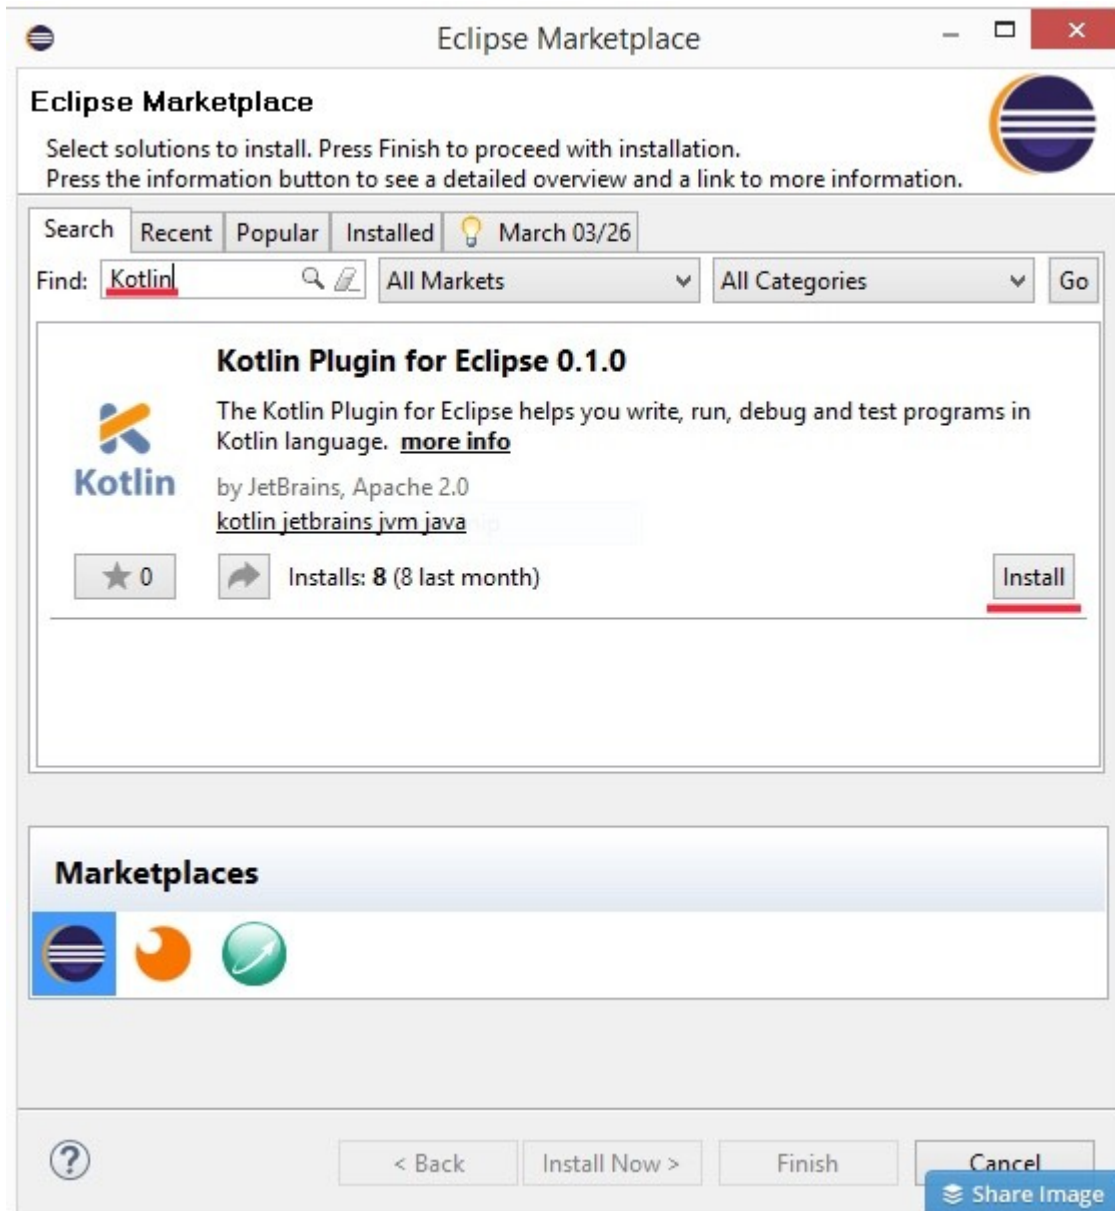 Eclipse Marketplace
Eclipse Marketplace
Select solutions to install. Press Finish to proceed with installation.
Press the information button to see a detailed overview and a link to more information.
Search Recent Popular Installed March 03/26
Find: Kotlin All Markets All Categories Go
Kotlin Plugin for Eclipse 0.1.0
The Kotlin Plugin for Eclipse helps you write, run, debug and test programs in
Kotlin language. more info
Kotlin
by JetBrains, Apache 2.0
kotlin jetbrains jvm java
0 Installs: 8 (8 last month) Install
Marketplaces
? < Back Install Now > Finish Cancel
Share Image